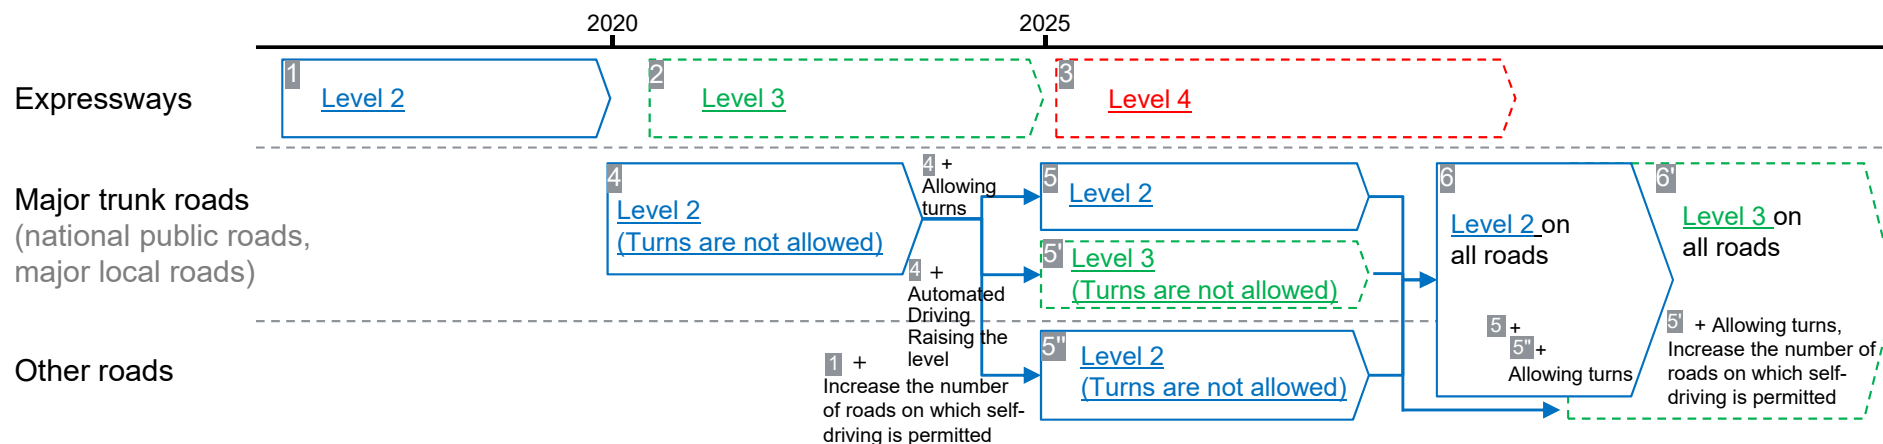 2020
2025
Expressways
1
Level 2
2
Level 3
3
Level 4
Major trunk roads
(national public roads,
major local roads)
4
Level 2
(Turns are not allowed)
4 +
Allowing
turns
4 +
Automated
Driving
Raising the
level
5
Level 2
5'
Level 3
(Turns are not allowed)
6
Level 2 on
all roads
6'
Level 3 on
all roads
Other roads
1 +
Increase the number
of roads on which self-
driving is permitted
5"
Level 2
(Turns are not allowed)
5 +
5" +
Allowing turns
5' + Allowing turns,
Increase the number of
roads on which self-
driving is permitted